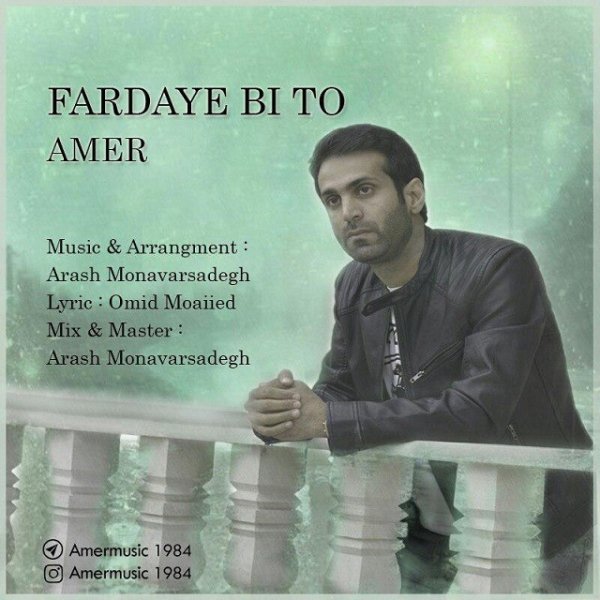 FARDAYE BI TO
AMER
Music & Arrangment :
Arash Monavarsadegh
Lyric : Omid Moaiied
Mix & Master :
Arash Monavarsadegh
Amermusic 1984
Amermusic 1984